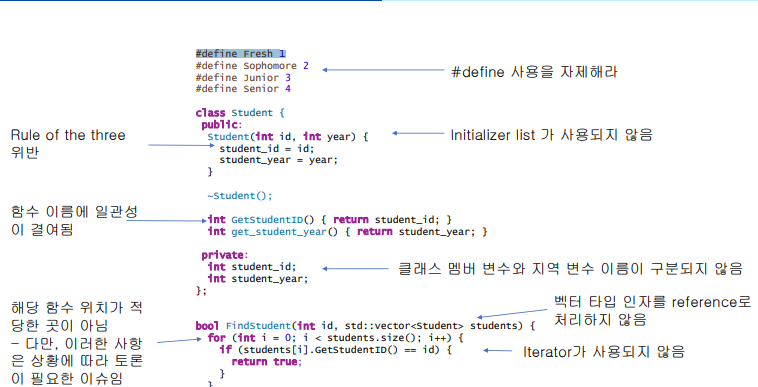 #define Fresh 1
#define Sophomore 2
#define Junior 3
#define Senior 4
#define 사용을 자제해라
class Student {
public:
Student(int id, int year) {
student_id = id;
student_year = year;
}
Initializer list 가 사용되지 않음
Rule of the three
위반
~Student();
int GetStudentID() { return student_id; }
int get_student_year() { return student_year; }
함수 이름에 일관성
이 결여됨
private:
int student_id;
int student_year;
};
클래스 멤버 변수와 지역 변수 이름이 구분되지 않음
해당 함수 위치가 적
당한 곳이 아님
– 다만, 이러한 사항
은 상황에 따라 토론
이 필요한 이슈임
벡터 타입 인자를 reference로
처리하지 않음
bool FindStudent(int id, std::vector<Student> students) {
for (int i = 0; i < students.size(); i++) {
if (students[i].GetStudentID() == id) {
return true;
}
}
Iterator가 사용되지 않음